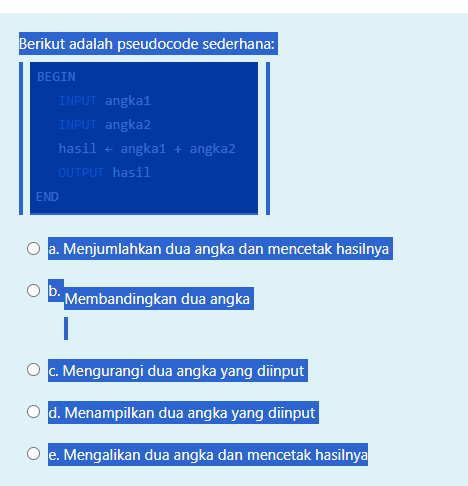 Berikut adalah pseudocode sederhana:
BEGIN
INPUT angka1
INPUT angka2
hasil ← angka1 + angka2
OUTPUT hasil
END
a. Menjumlahkan dua angka dan mencetak hasilnya
b. Membandingkan dua angka
c. Mengurangi dua angka yang diinput
d. Menampilkan dua angka yang diinput
e. Mengalikan dua angka dan mencetak hasilnya